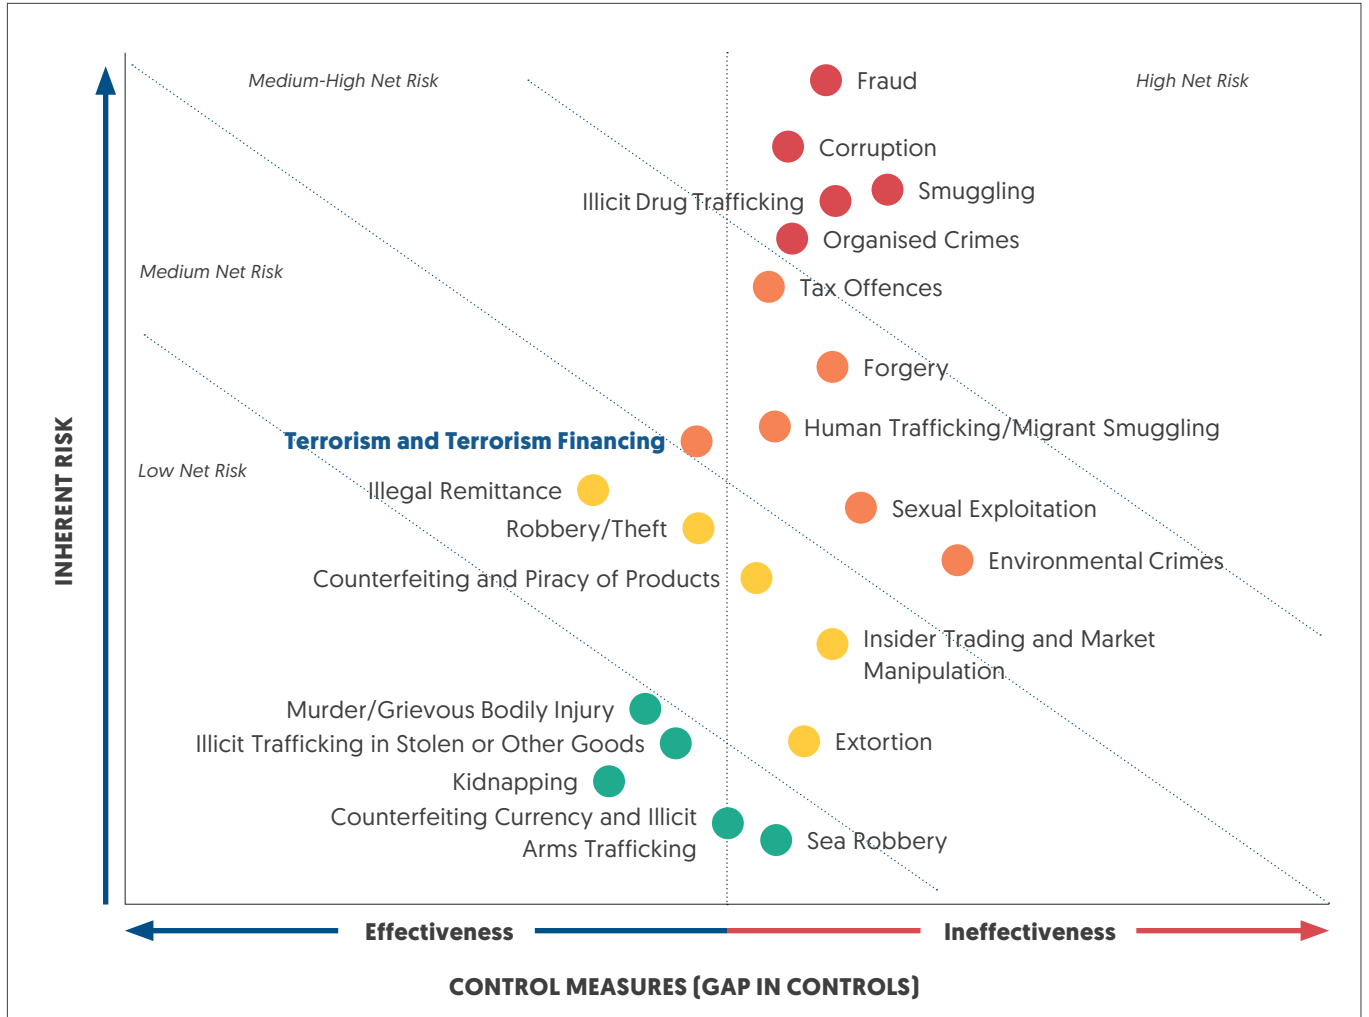 Medium-High Net Risk
Fraud
High Net Risk
Corruption
Illicit Drug Trafficking
Smuggling
Organised Crimes
Medium Net Risk
Tax Offences
Forgery
Terrorism and Terrorism Financing
Human Trafficking/Migrant Smuggling
Low Net Risk
Illegal Remittance
Sexual Exploitation
Robbery/Theft
Environmental Crimes
Counterfeiting and Piracy of Products
Insider Trading and Market
Manipulation
Murder/Grievous Bodily Injury
Illicit Trafficking in Stolen or Other Goods
Extortion
Kidnapping
Counterfeiting Currency and Illicit
Arms Trafficking
Sea Robbery
INHERENT RISK
Effectiveness
Ineffectiveness
CONTROL MEASURES (GAP IN CONTROLS)